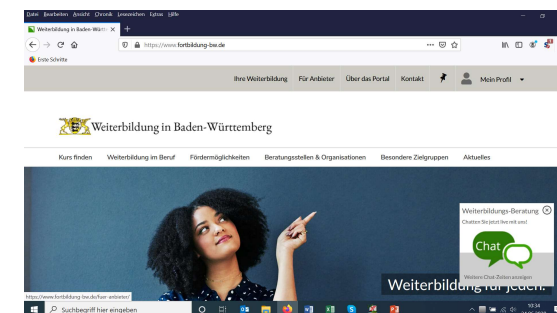 Datei Bearbeiten Ansicht Chronik Lesezeichen Extras Hilfe
Weiterbildung in Baden-Württe
https://www.fortbildung-bw.de
Erste Schritte
Ihre Weiterbildung Für Anbieter Über das Portal Kontakt Mein Profil
Weiterbildung in Baden-Württemberg
Kurs finden Weiterbildung im Beruf Fördermöglichkeiten Beratungsstellen & Organisationen Besondere Zielgruppen Aktuelles
Weiterbildungs-Beratung
Chatten Sie jetzt live mit uns!
Chat
Weitere Chat-Zeiten anzeigen
Weiterbildung für jeden.
https://www.fortbildung-bw.de/fuer-anbieter/
Suchbegriff hier eingeben
10:34